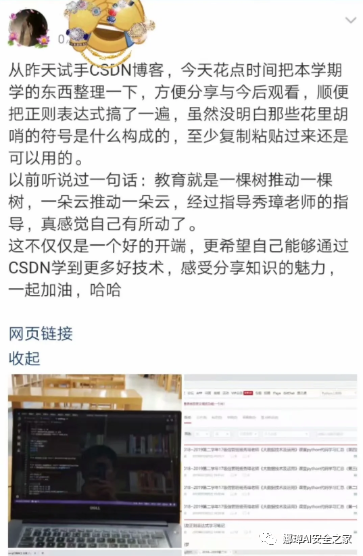 从昨天试手CSDN博客，今天花点时间把本学期
学的东西整理一下，方便分享与今后观看，顺便
把正则表达式搞了一遍，虽然没明白那些花里胡
哨的符号是什么构成的，至少复制粘贴过来还是
可以用的。
以前听说过一句话：教育就是一棵树推动一棵
树，一朵云推动一朵云，经过指导秀璋老师的指
导，真感觉自己有所动了。
这不仅仅是一个好的开端，更希望自己能够通过
CSDN学到更多好技术，感受分享知识的魅力，
一起加油，哈哈
网页链接
收起
DELL
娜璋AI安全之家